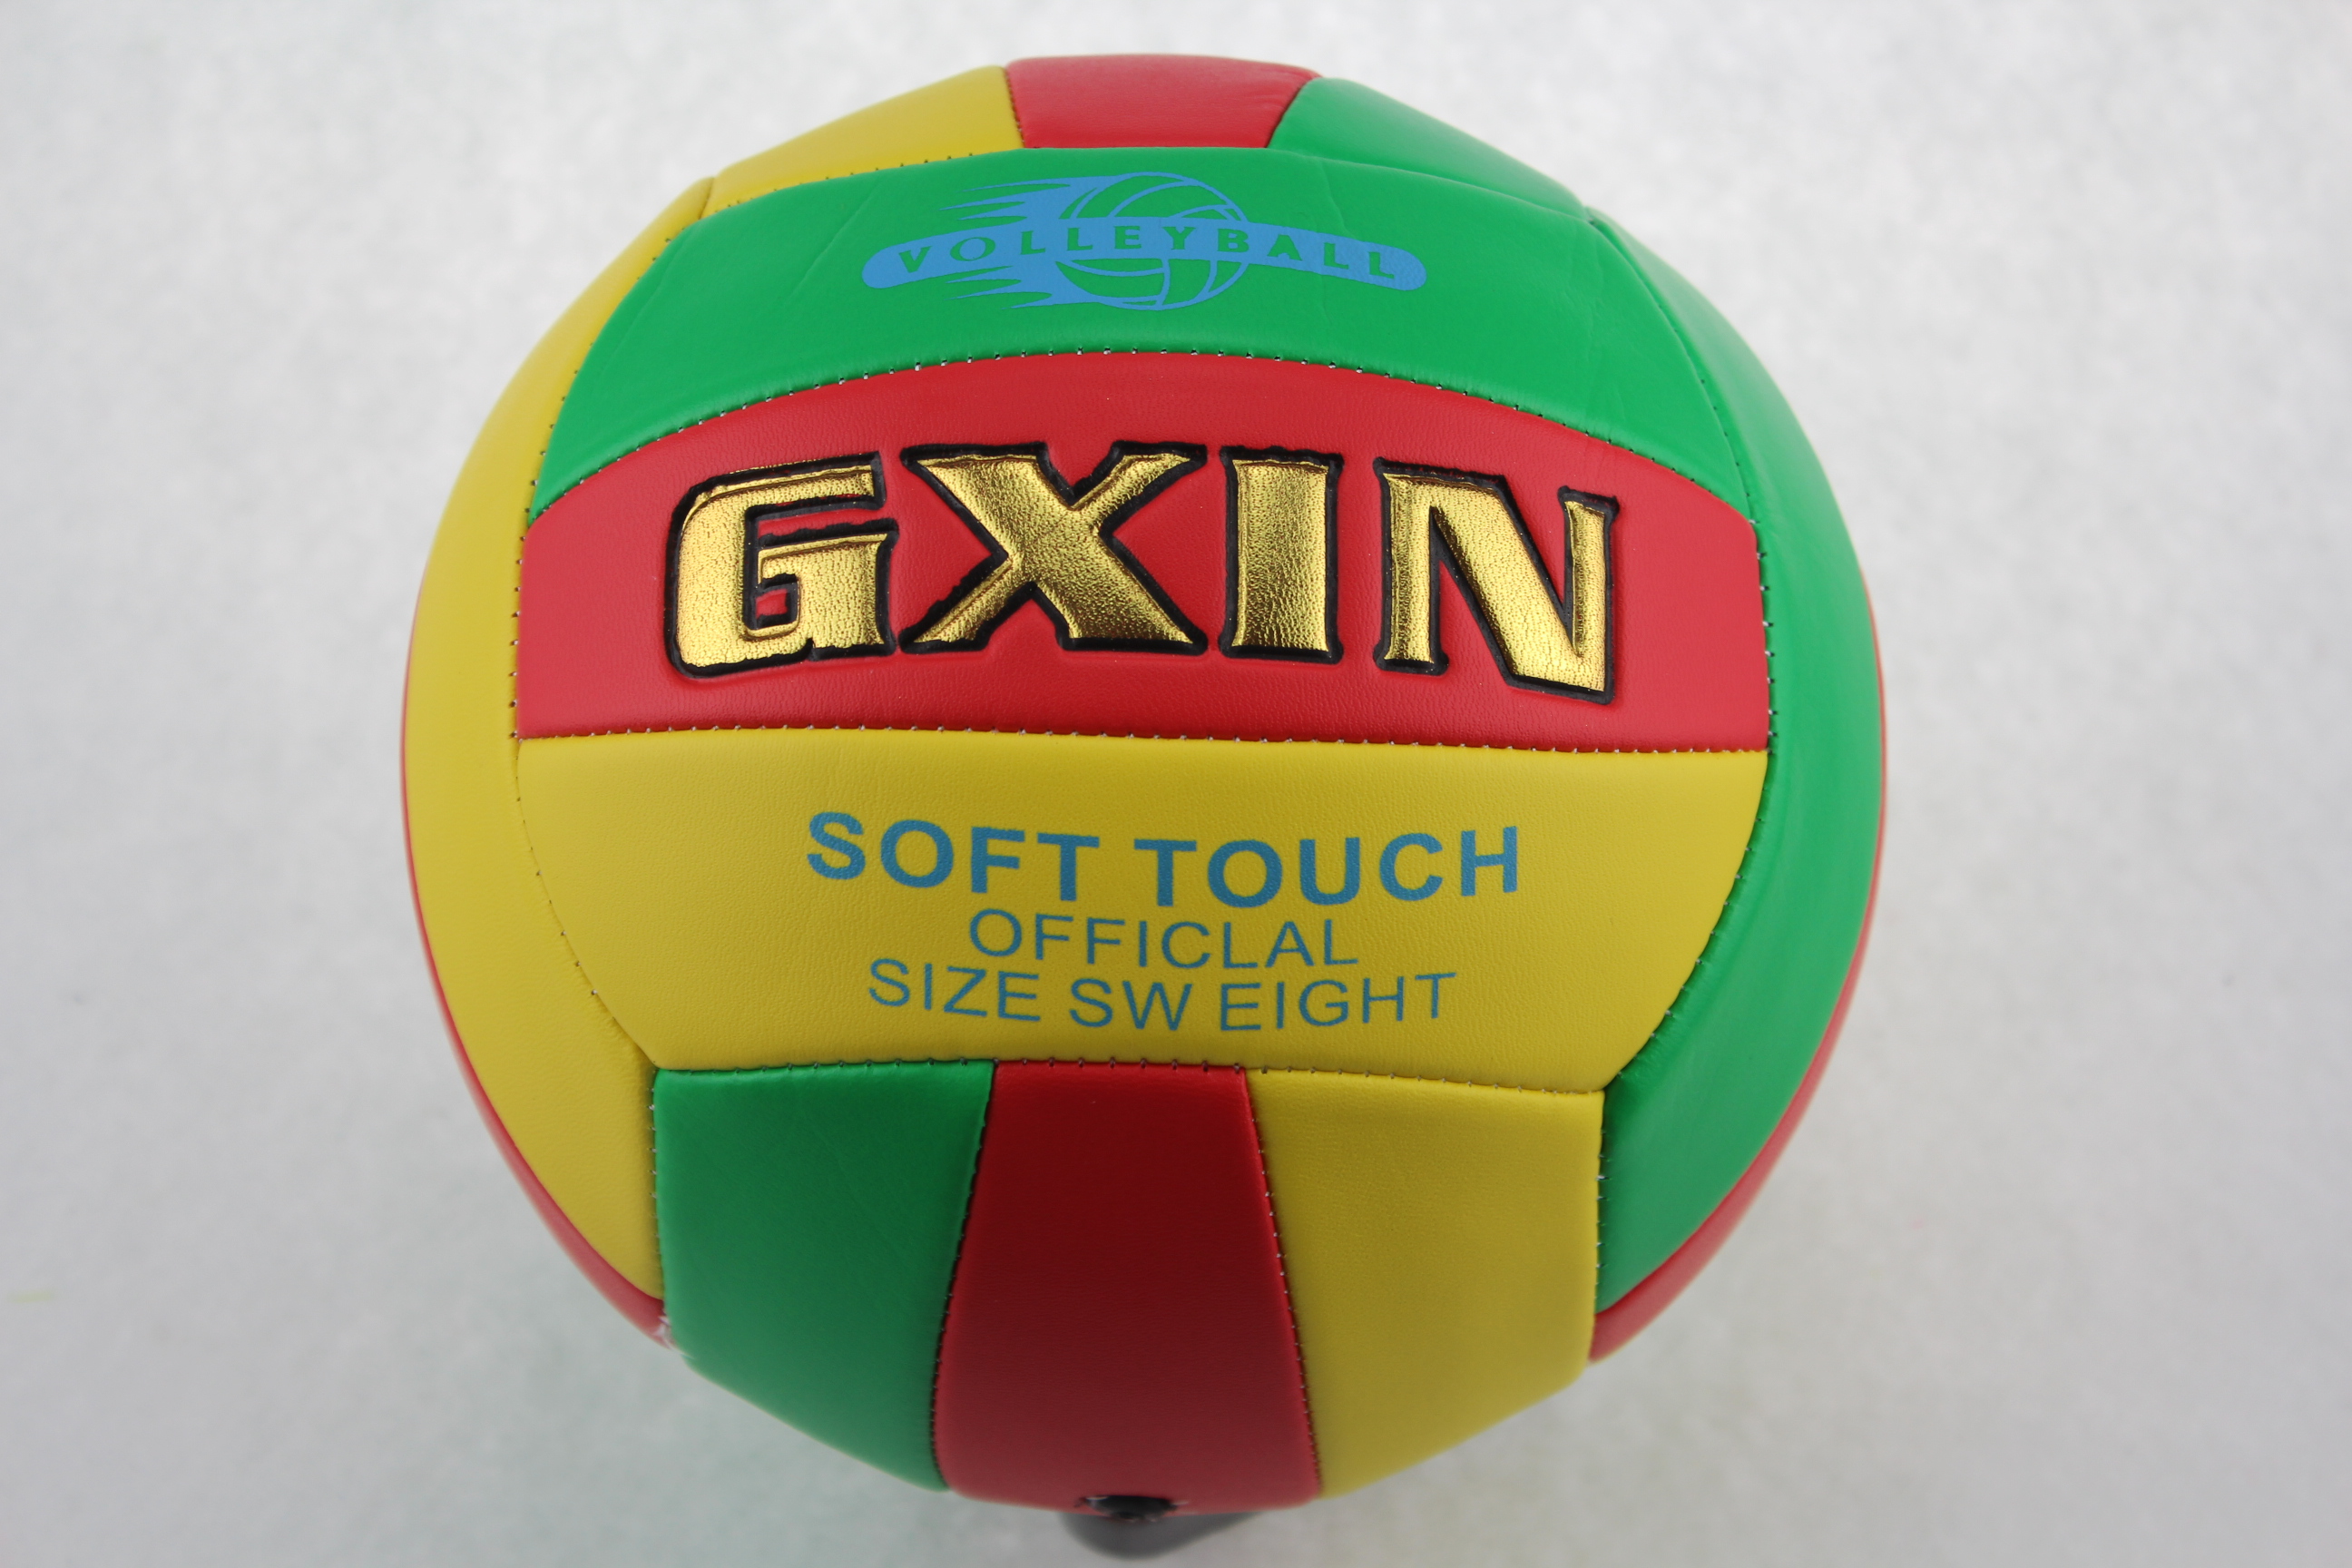 VOLLEYBALL
GXIN
SOFT TOUCH
OFFICLAL
SIZE SW EIGHT